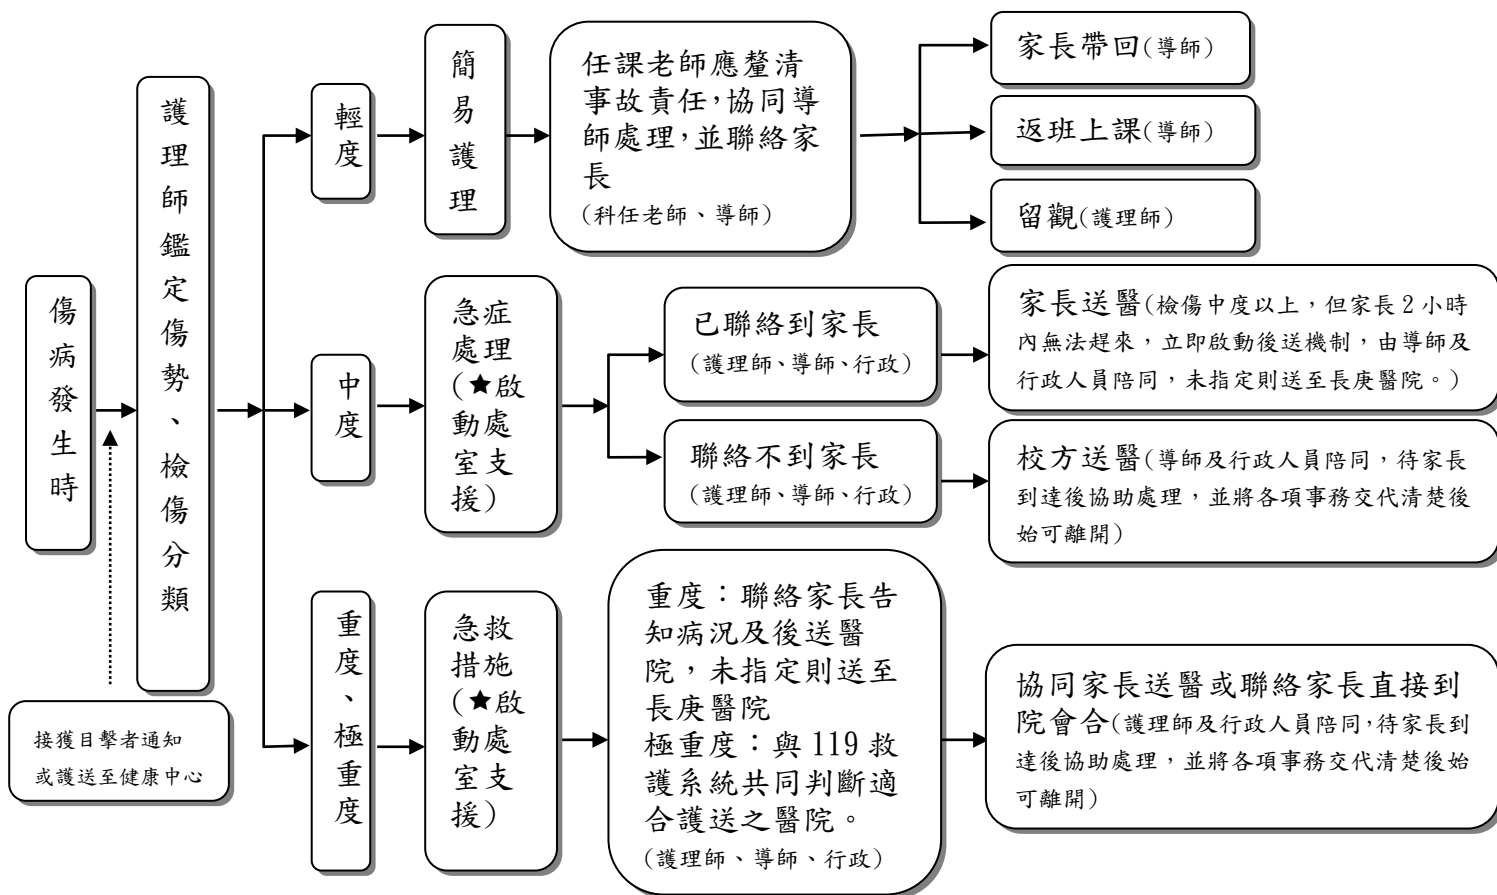 傷病發生時
接獲目擊者通知
或護送至健康中心
護理師鑑定傷勢、檢傷分類
輕度
簡易護理
任課老師應釐清
事故責任,協同導
師處理,並聯絡家
長
(科任老師、導師)
家長帶回(導師)
返班上課(導師)
留觀(護理師)
中度
急症
處理
(★啟
動處
室支
援)
已聯絡到家長
(護理師、導師、行政)
家長送醫(檢傷中度以上，但家長 2 小時
內無法趕來，立即啟動後送機制，由導師及
行政人員陪同，未指定則送至長庚醫院。)
聯絡不到家長
(護理師、導師、行政)
校方送醫(導師及行政人員陪同，待家長
到達後協助處理，並將各項事務交代清楚後
始可離開)
重度、極重度
急救
措施
(★啟
動處
室支
援)
重度：聯絡家長告
知病況及後送醫
院，未指定則送至
長庚醫院
極重度：與 119 救
護系統共同判斷適
合護送之醫院。
(護理師、導師、行政)
協同家長送醫或聯絡家長直接到
院會合(護理師及行政人員陪同,待家長到
達後協助處理，並將各項事務交代清楚後始
可離開)